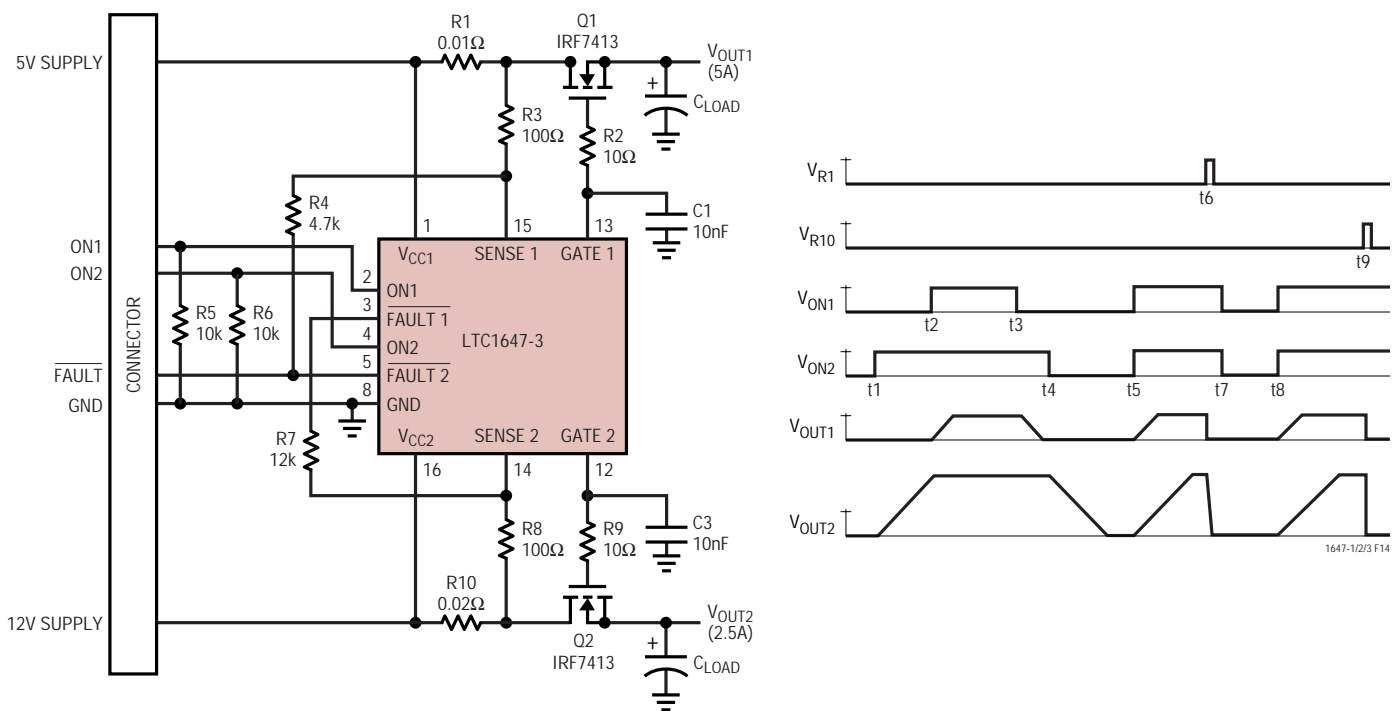 R1
0.01Ω
Q1
IRF7413
5V SUPPLY
VOUT1
(5A)
+
CLOAD
R3
100Ω
R2
10Ω
R4
4.7k
C1
10nF
1
15
13
VCC1
SENSE 1
GATE 1
ON1
ON2
2
ON1
3
FAULT 1
4
ON2
5
FAULT 2
8
GND
LTC1647-3
R5
10k
R6
10k
CONNECTOR
FAULT
GND
R7
12k
VCC2
SENSE 2
GATE 2
16
14
12
C3
10nF
R8
100Ω
R9
10Ω
R10
0.02Ω
12V SUPPLY
Q2
IRF7413
VOUT2
(2.5A)
+
CLOAD
VR1
t6
VR10
t9
VON1
t2
t3
VON2
t1
t4
t5
t7
t8
VOUT1
VOUT2
1647-1/2/3 F14